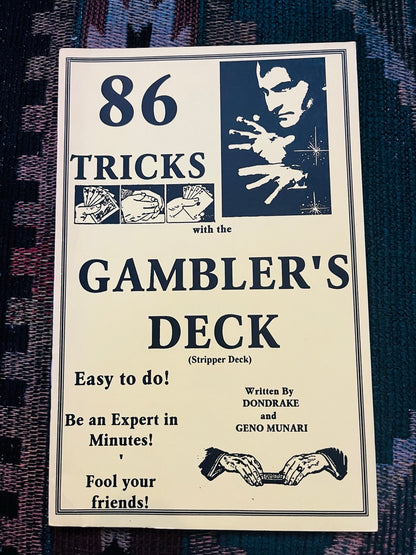 86
TRICKS
with the
GAMBLER'S
DECK
(Stripper Deck)
Easy to do!
Be an Expert in
Minutes!
'
Fool your
friends!
Written By
DONDRAKE
and
GENO MUNARI